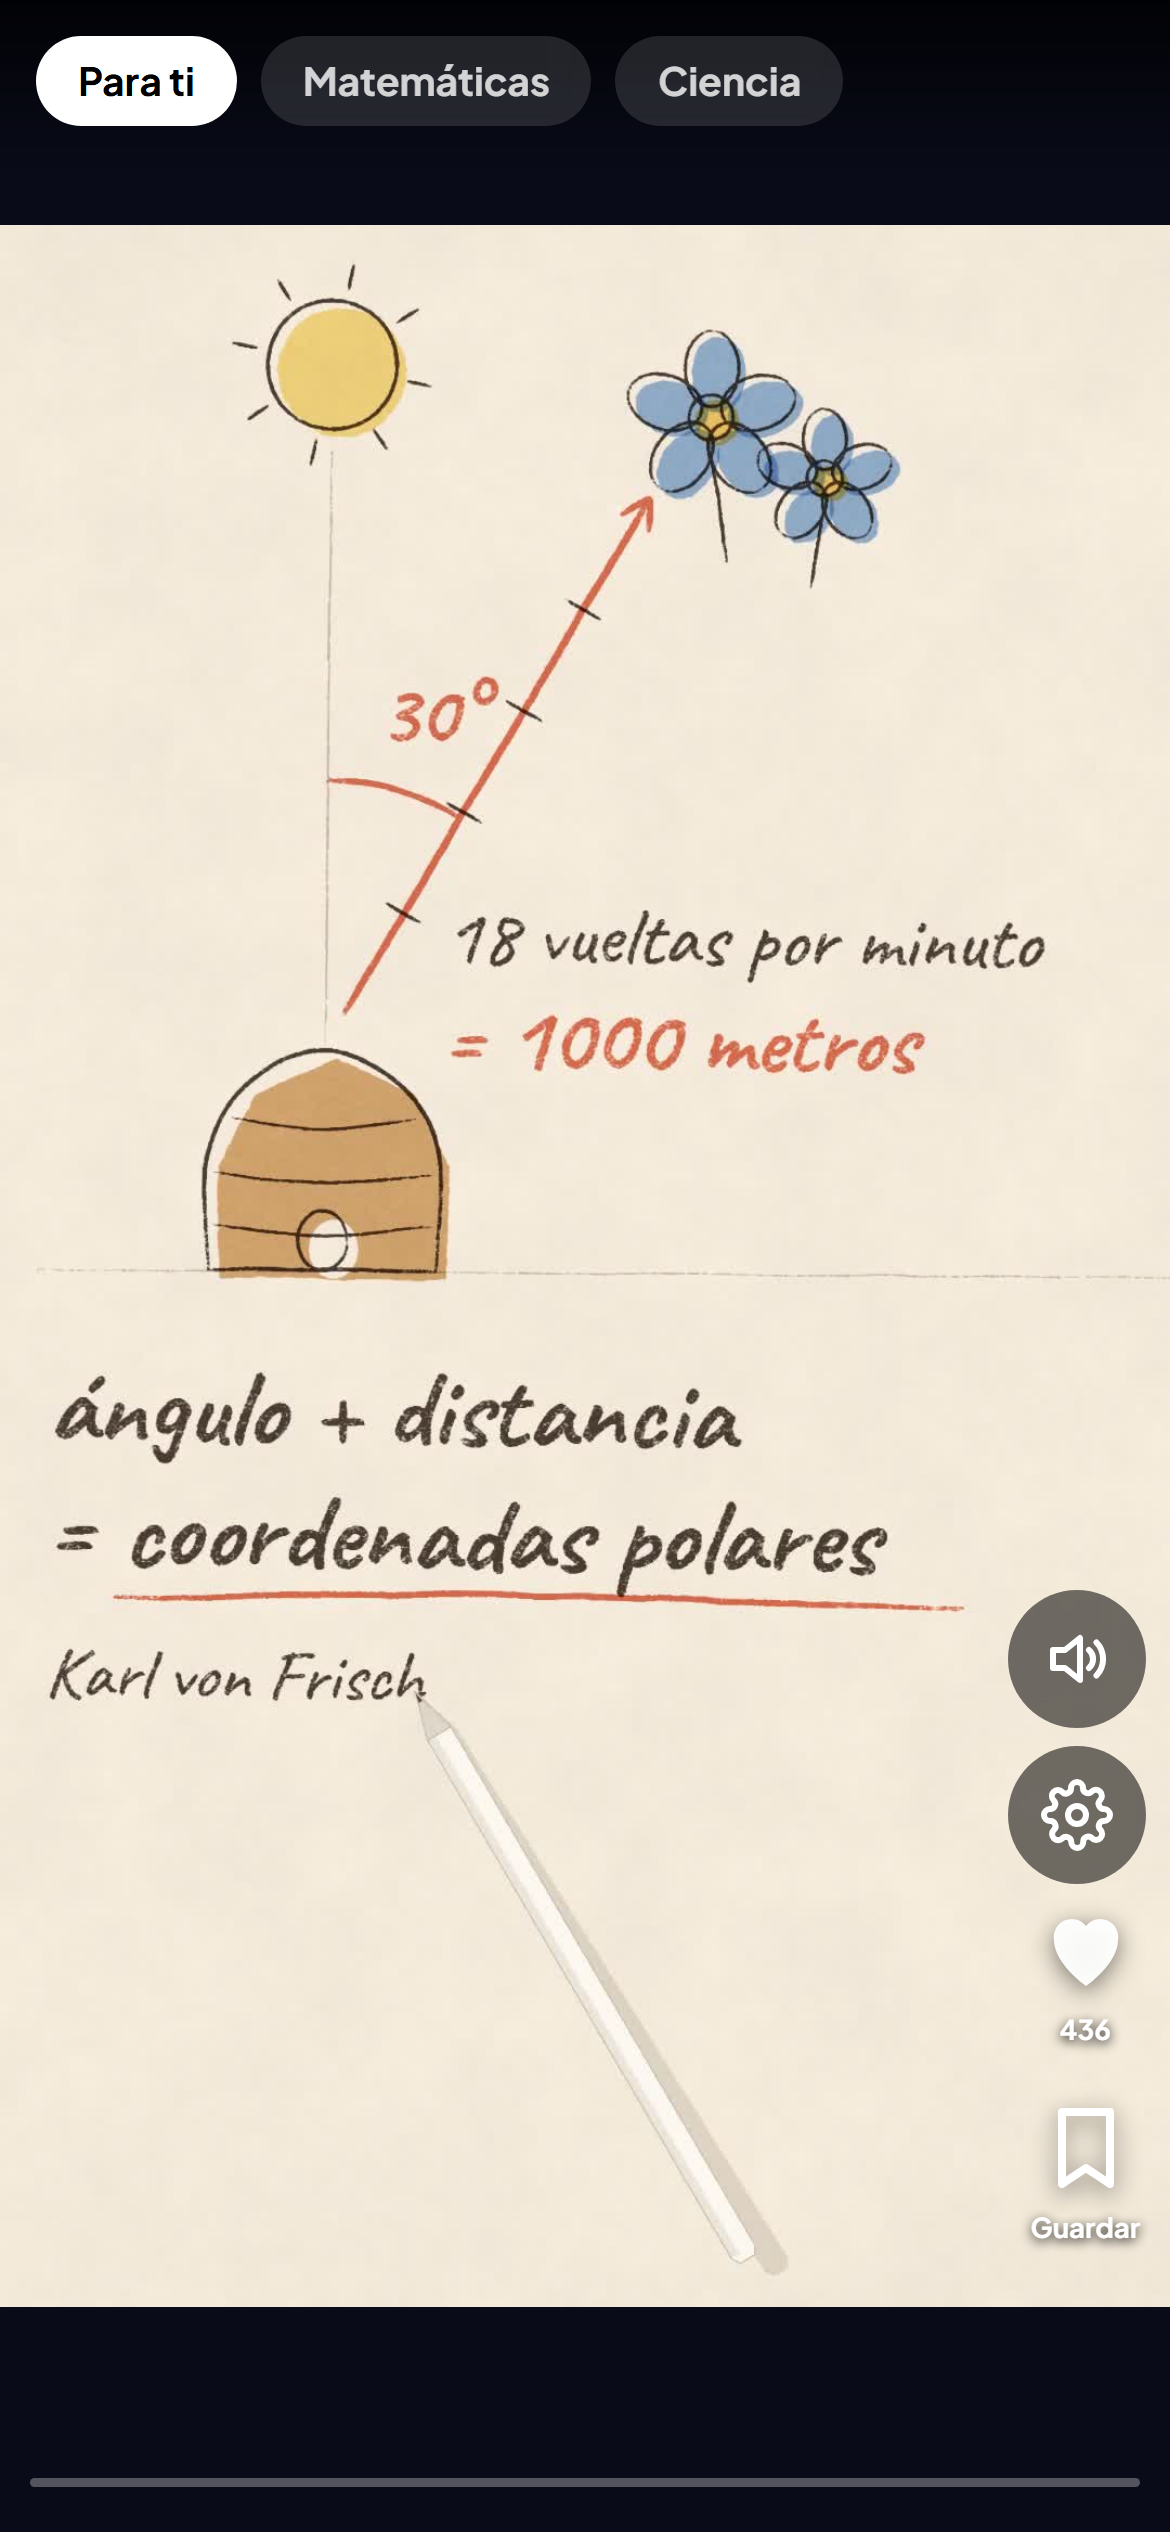 Para ti Matemáticas Ciencia
30°
18 vueltas por minuto
= 1000 metros
ángulo + distancia
= coordenadas polares
Karl von Frisch
436
Guardar